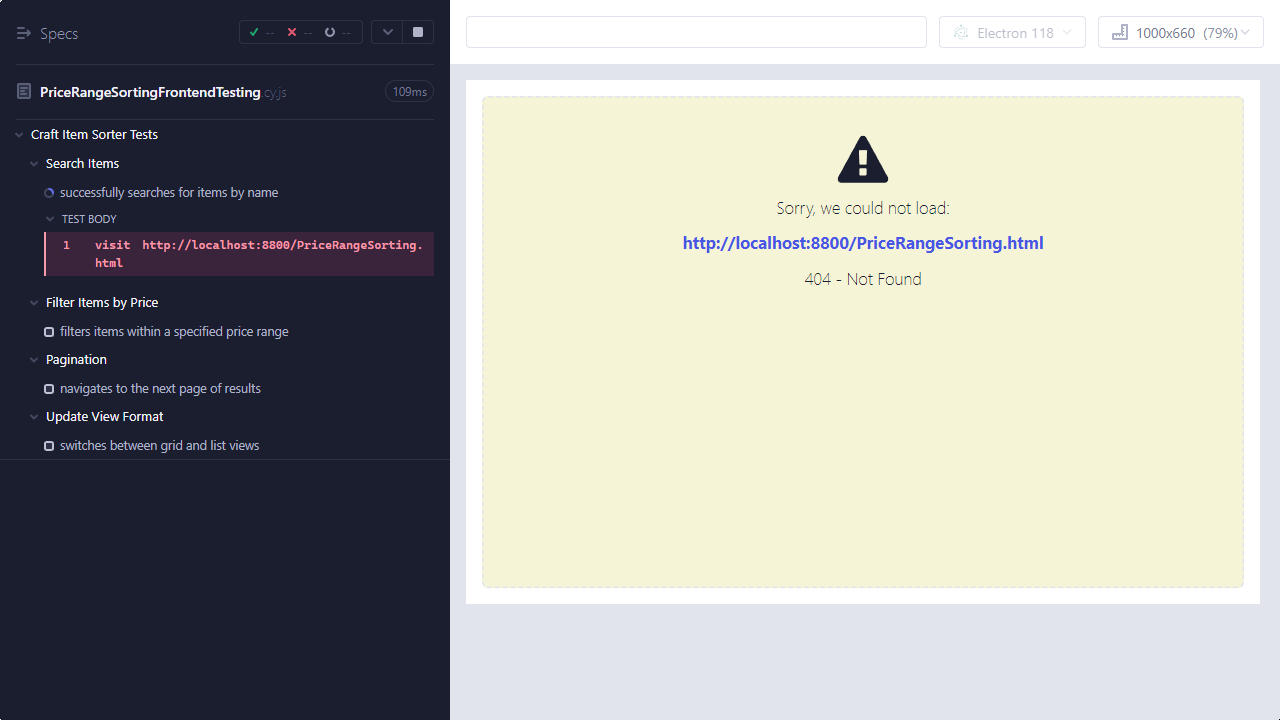 Specs
-- -- --
PriceRangeSortingFrontendTesting.cy.js 109ms
Craft Item Sorter Tests
Search Items
successfully searches for items by name
TEST BODY
1 visit http://localhost:8800/PriceRangeSorting.
html
Filter Items by Price
filters items within a specified price range
Pagination
navigates to the next page of results
Update View Format
switches between grid and list views
Electron 118
1000x660 (79%)
Sorry, we could not load:
http://localhost:8800/PriceRangeSorting.html
404 - Not Found